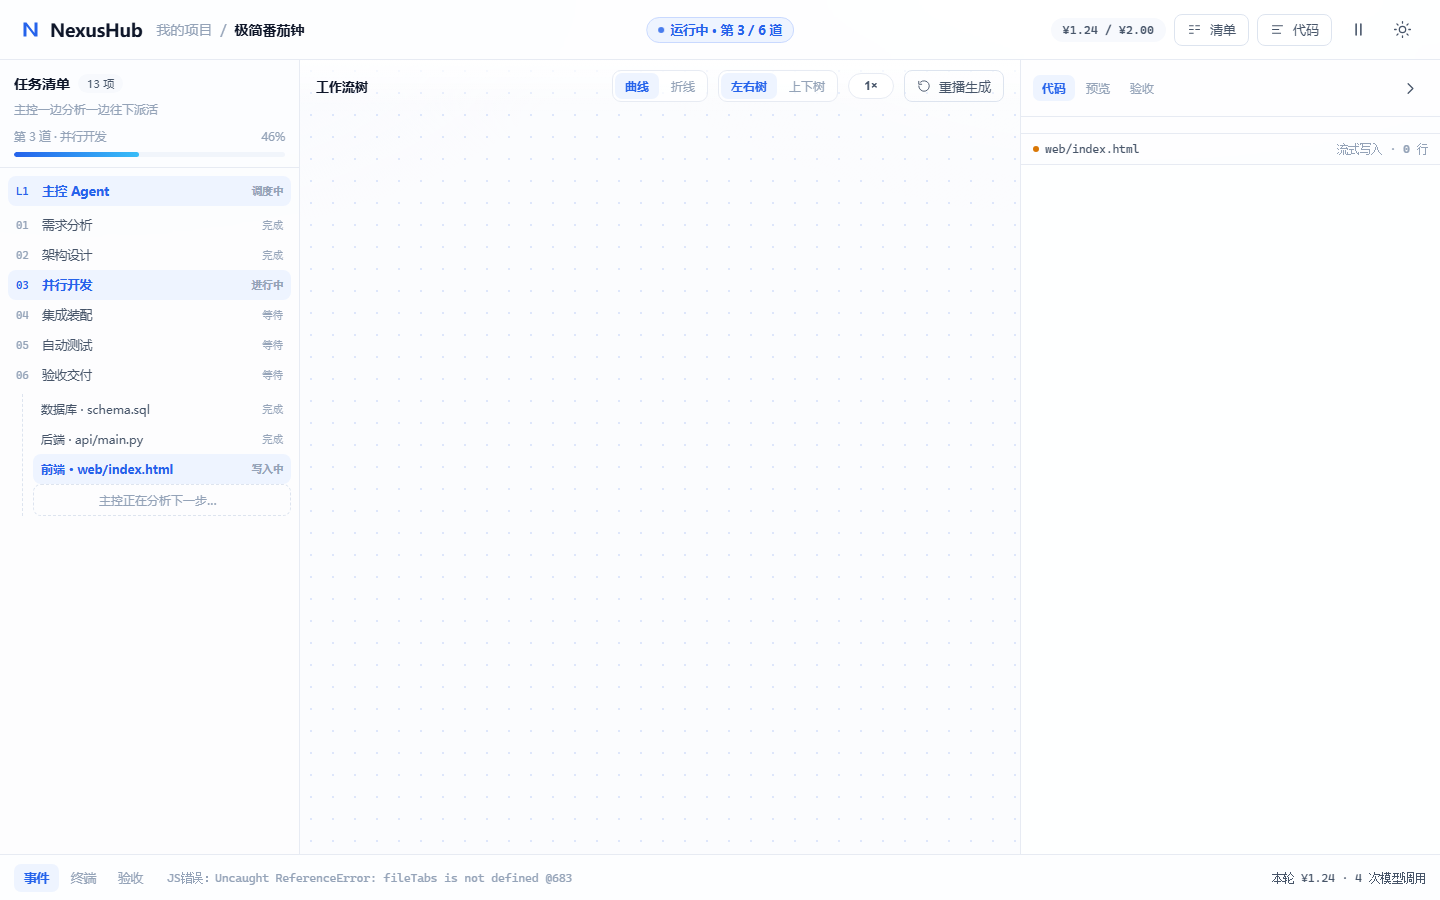 NexusHub 我的项目 / 极简番茄钟 运行中 • 第 3 / 6 道 ¥1.24 / ¥2.00 清单 代码
任务清单 13 项
主控一边分析一边往下派活
第 3 道 · 并行开发 46%
L1 主控 Agent 调度中
01 需求分析 完成
02 架构设计 完成
03 并行开发 进行中
04 集成装配 等待
05 自动测试 等待
06 验收交付 等待
数据库 · schema.sql 完成
后端 · api/main.py 完成
前端 • web/index.html 写入中
主控正在分析下一步...
工作流树 曲线 折线 左右树 上下树 1× 重播生成
代码 预览 验收
web/index.html 流式写入 · 0 行
事件 终端 验收 JS错误: Uncaught ReferenceError: fileTabs is not defined @683 本轮 ¥1.24 · 4 次模型调用